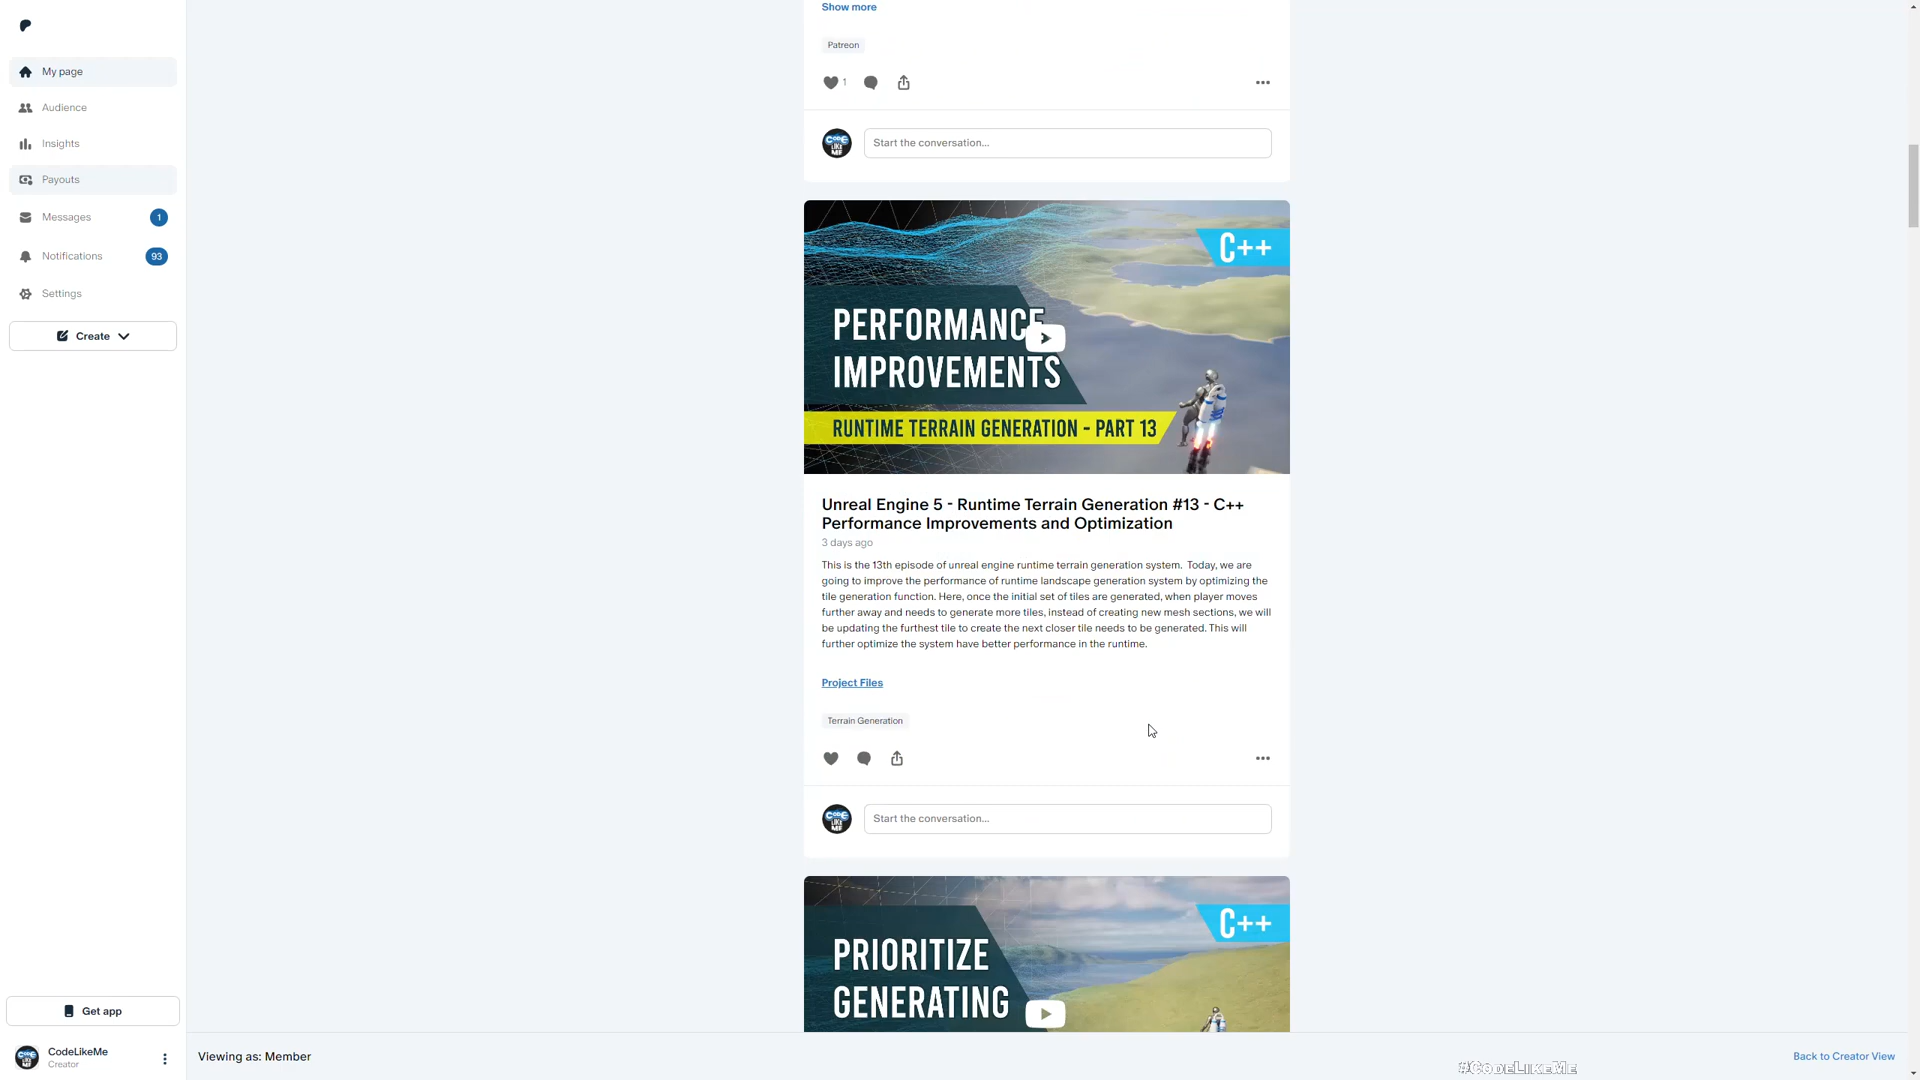 Show more
Patreon
1
Start the conversation...
My page
Audience
Insights
Payouts
Messages 1
Notifications 93
Settings
Create
C++
PERFORMANCE
IMPROVEMENTS
RUNTIME TERRAIN GENERATION - PART 13
Unreal Engine 5 - Runtime Terrain Generation #13 - C++
Performance Improvements and Optimization
3 days ago
This is the 13th episode of unreal engine runtime terrain generation system. Today, we are
going to improve the performance of runtime landscape generation system by optimizing the
tile generation function. Here, once the initial set of tiles are generated, when player moves
further away and needs to generate more tiles, instead of creating new mesh sections, we will
be updating the furthest tile to create the next closer tile needs to be generated. This will
further optimize the system have better performance in the runtime.
Project Files
Terrain Generation
CODE
LIKE
ME
Start the conversation...
C++
PRIORITIZE
GENERATING
Get app
CodeLikeMe
Creator
Viewing as: Member
Back to Creator View
#CodeLikeMe